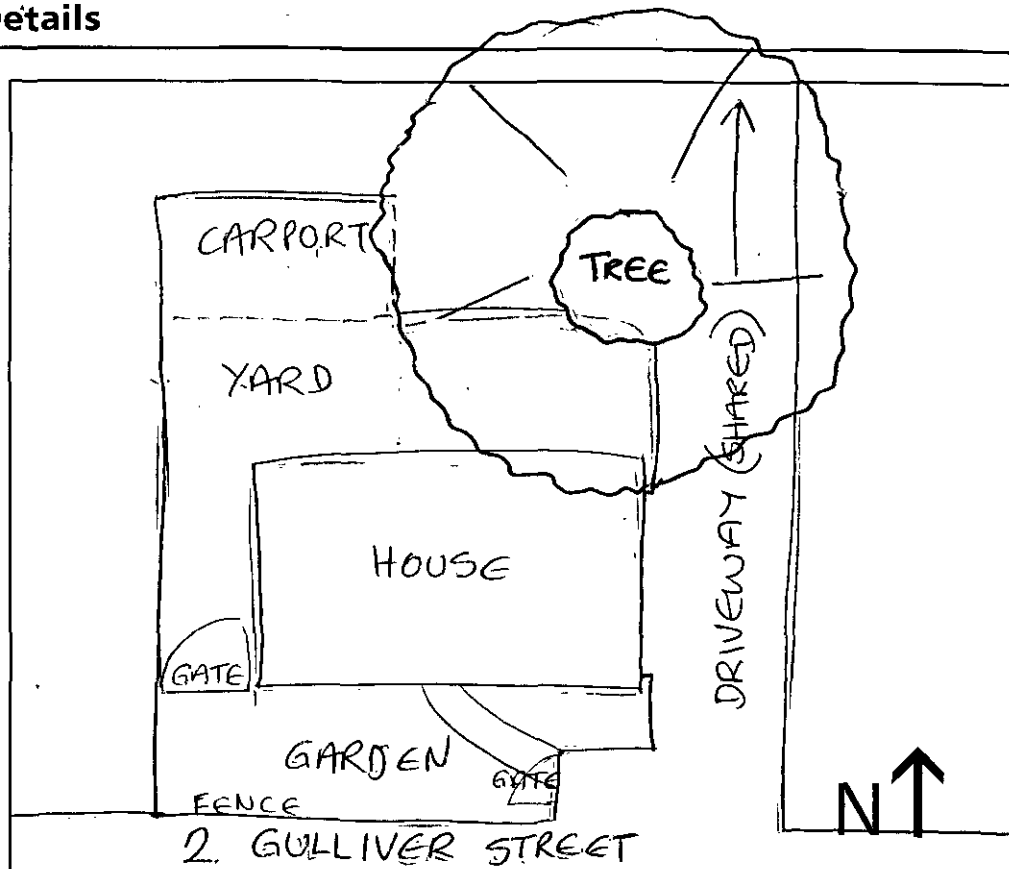 etails
TREE
CARPORT
YARD
DRIVEWAY (SHARED)
HOUSE
GATE
GARDEN
GATE
FENCE
N
2 GULLIVER STREET